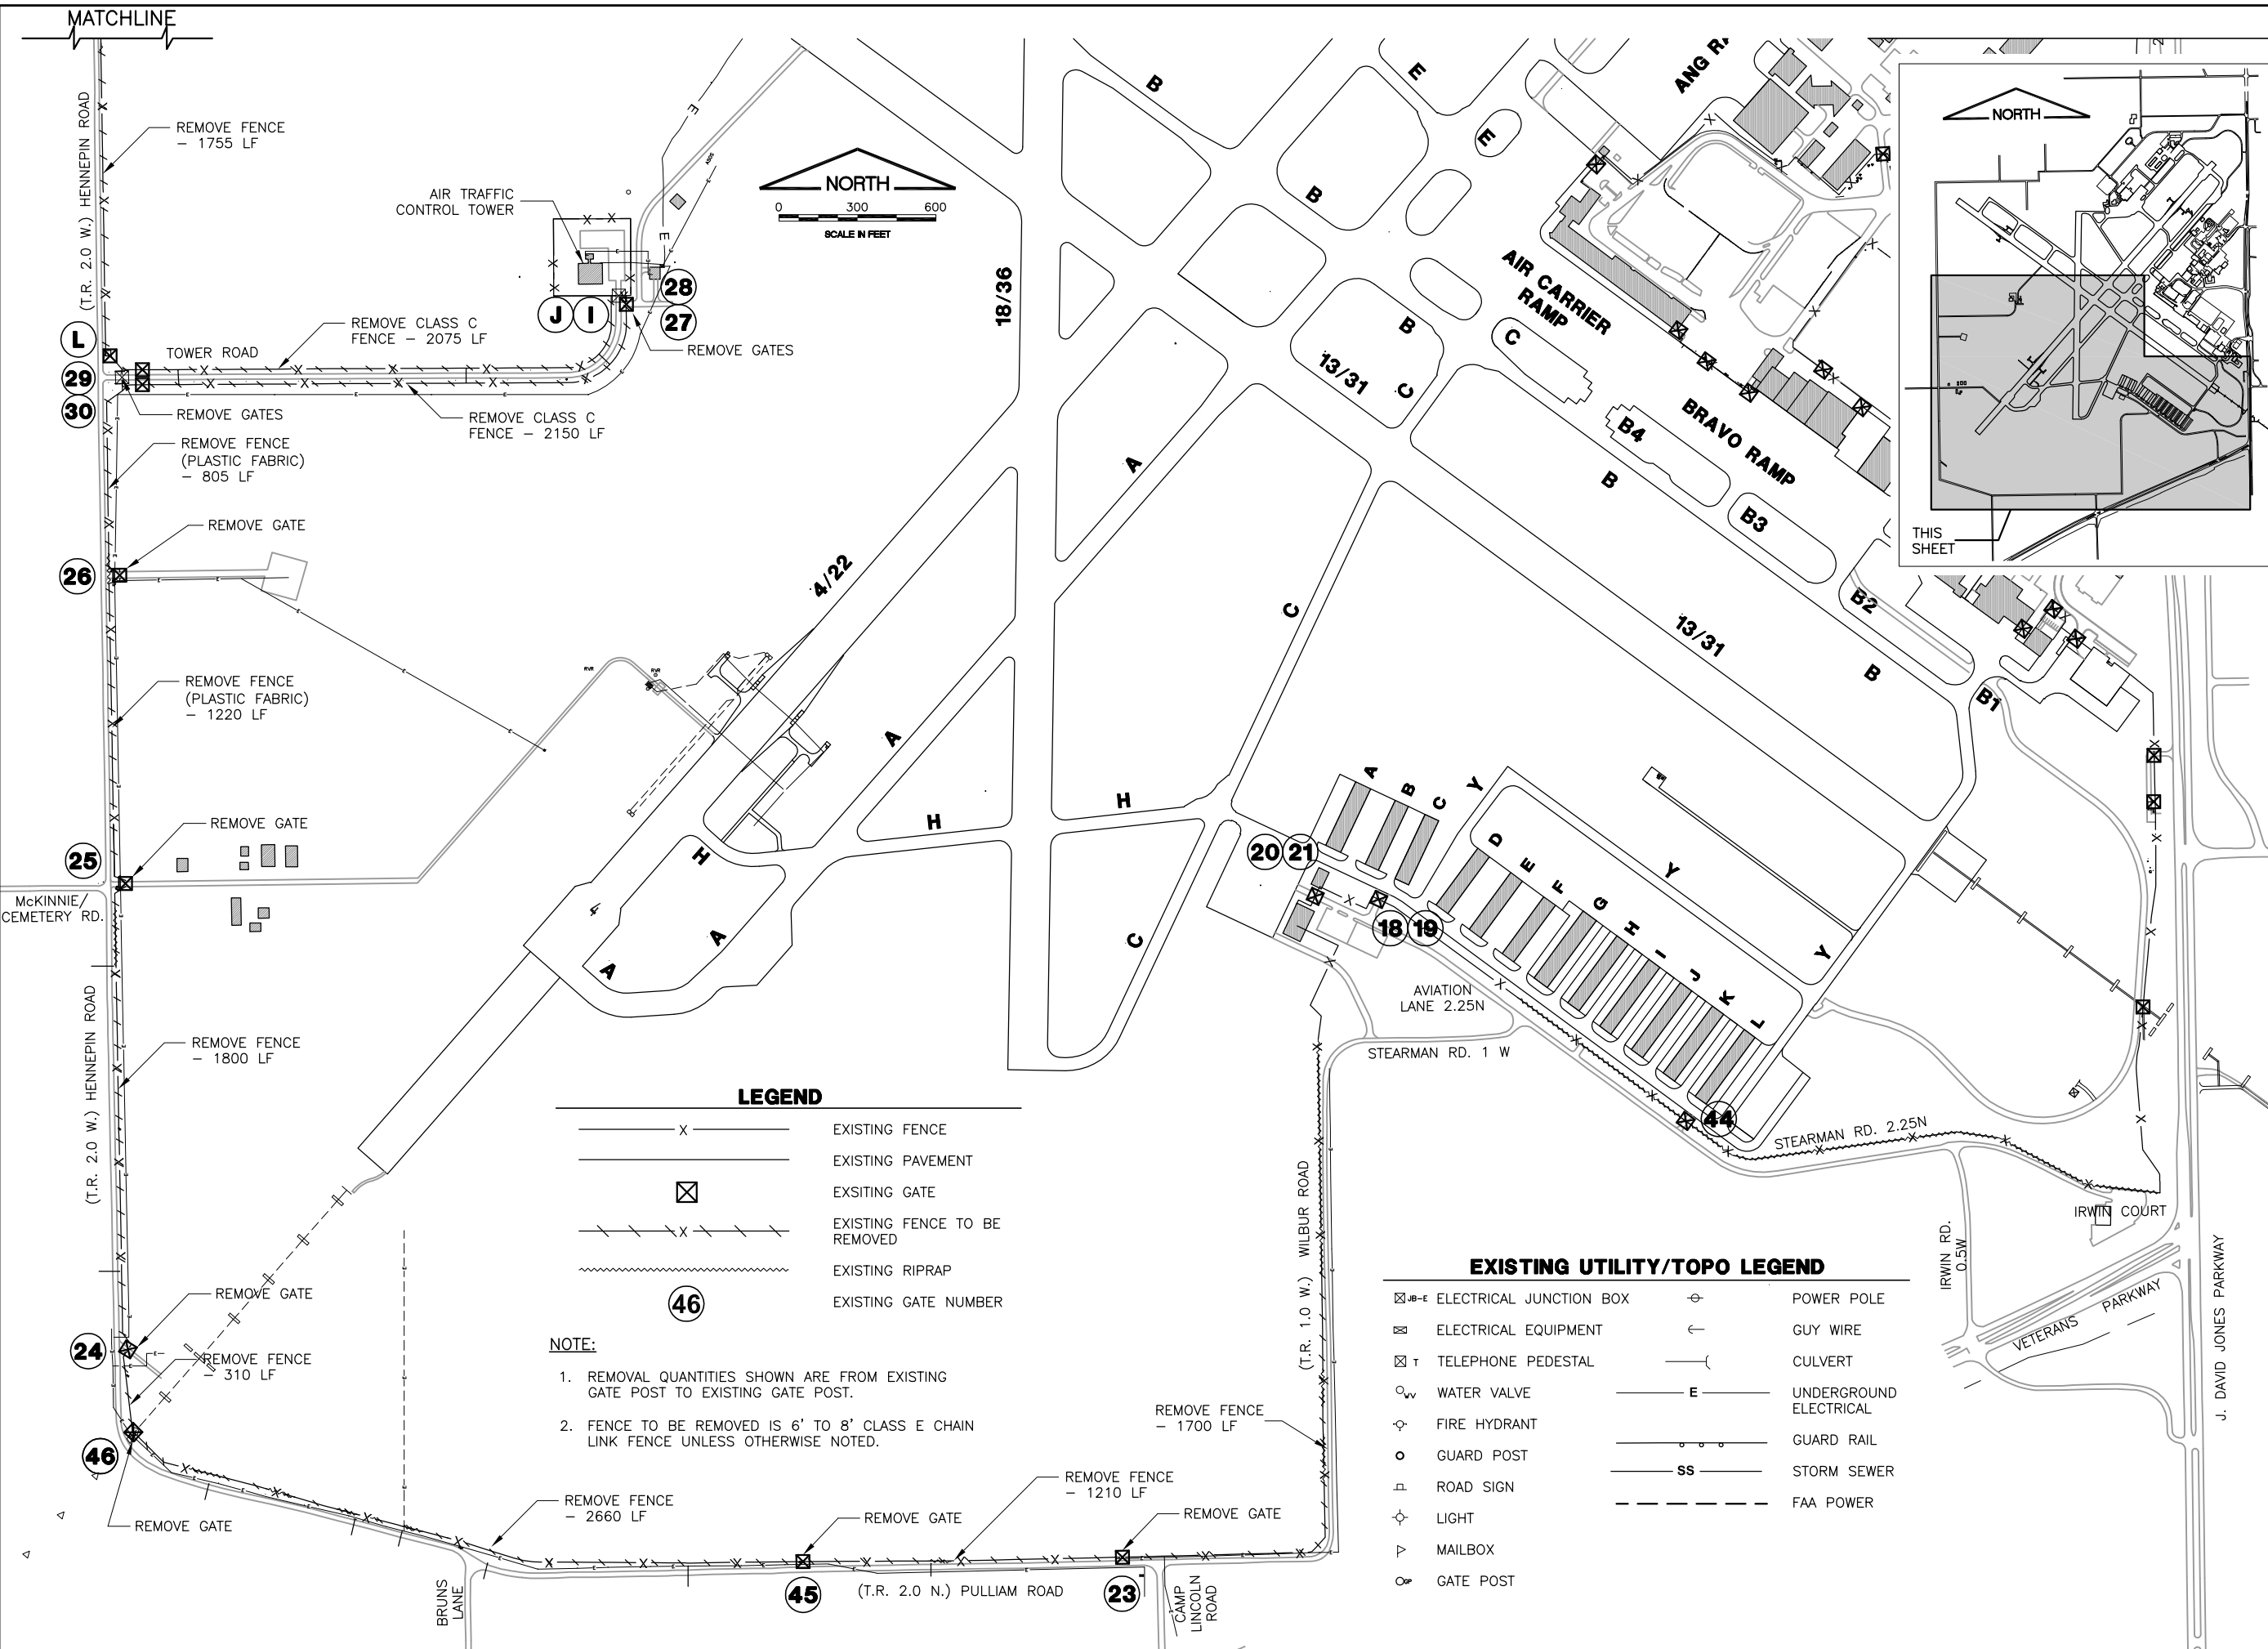 MATCHLINE
(T.R. 2.0 W.) HENNEPIN ROAD
REMOVE FENCE
– 1755 LF
AIR TRAFFIC
CONTROL TOWER
E
E
ASOS
NORTH
0 300 600
SCALE IN FEET
J
I
28
27
REMOVE GATES
L
29
30
TOWER ROAD
REMOVE CLASS C
FENCE – 2075 LF
REMOVE GATES
REMOVE CLASS C
FENCE – 2150 LF
REMOVE FENCE
(PLASTIC FABRIC)
– 805 LF
REMOVE GATE
26
REMOVE FENCE
(PLASTIC FABRIC)
– 1220 LF
RVR
RVR
REMOVE GATE
25
McKINNIE/
CEMETERY RD.
(T.R. 2.0 W.) HENNEPIN ROAD
REMOVE FENCE
– 1800 LF
REMOVE GATE
24
REMOVE FENCE
– 310 LF
46
REMOVE GATE
18/36
4/22
13/31
13/31
B
B
B
B
B
C
C
C
C
C
E
E
A
A
A
A
H
H
H
ANG
AIR CARRIER
RAMP
BRAVO RAMP
B4
B3
B2
B1
A
B
C
Y
Y
Y
D
E
F
G
H
I
J
K
L
20
21
18
19
44
AVIATION
LANE 2.25N
STEARMAN RD. 1 W
STEARMAN RD. 2.25N
IRWIN COURT
IRWIN RD.
0.5W
VETERANS PARKWAY
J. DAVID JONES PARKWAY
(T.R. 1.0 W.) WILBUR ROAD
NORTH
THIS
SHEET
LEGEND
X EXISTING FENCE
EXISTING PAVEMENT
EXSITING GATE
X EXISTING FENCE TO BE
REMOVED
EXISTING RIPRAP
46 EXISTING GATE NUMBER
NOTE:
1. REMOVAL QUANTITIES SHOWN ARE FROM EXISTING
GATE POST TO EXISTING GATE POST.
2. FENCE TO BE REMOVED IS 6' TO 8' CLASS E CHAIN
LINK FENCE UNLESS OTHERWISE NOTED.
REMOVE FENCE
– 1700 LF
REMOVE FENCE
– 1210 LF
REMOVE FENCE
– 2660 LF
REMOVE GATE
REMOVE GATE
45
23
(T.R. 2.0 N.) PULLIAM ROAD
BRUNS
LANE
CAMP
LINCOLN
ROAD
EXISTING UTILITY/TOPO LEGEND
JB-E ELECTRICAL JUNCTION BOX
ELECTRICAL EQUIPMENT
T TELEPHONE PEDESTAL
WV WATER VALVE
FIRE HYDRANT
GUARD POST
ROAD SIGN
LIGHT
MAILBOX
GP GATE POST
POWER POLE
GUY WIRE
CULVERT
E UNDERGROUND
ELECTRICAL
GUARD RAIL
SS STORM SEWER
FAA POWER